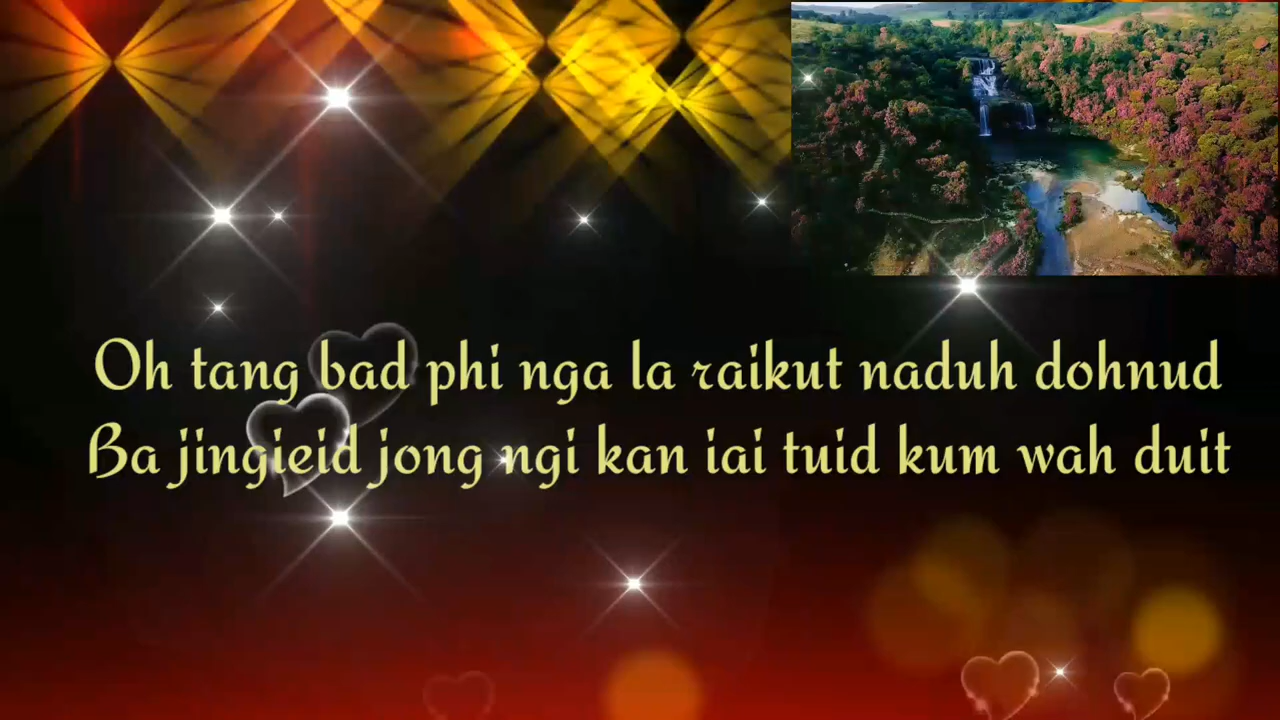 Oh tang bad phi nga la raikut naduh dohnud
Ba jingieid jong ngi kan iai tuid kum wah duit